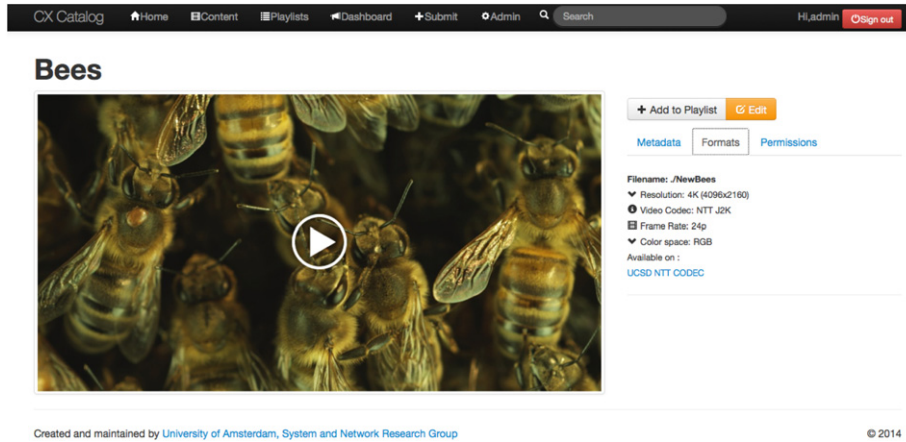 CX Catalog Home Content Playlists Dashboard +Submit Admin Search Hi,admin Sign out
Bees
+ Add to Playlist Edit
Metadata Formats Permissions
Filename: ./NewBees
Resolution: 4K (4096x2160)
Video Codec: NTT J2K
Frame Rate: 24p
Color space: RGB
Available on :
UCSD NTT CODEC
Created and maintained by University of Amsterdam, System and Network Research Group © 2014